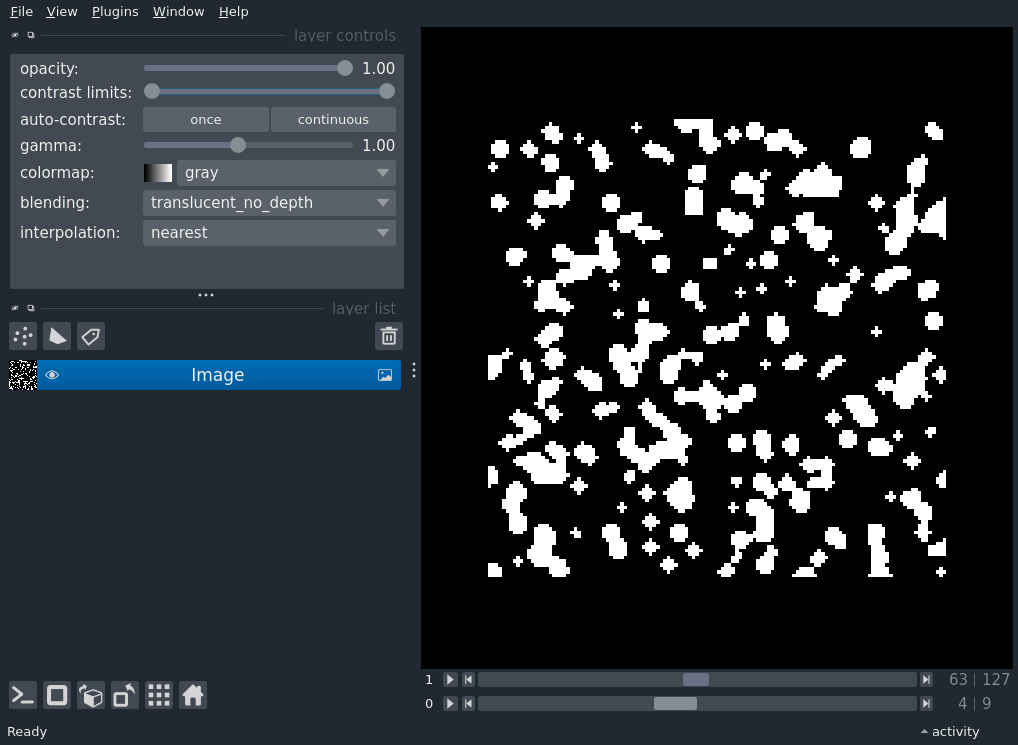 File View Plugins Window Help
layer controls
opacity: 1.00
contrast limits:
auto-contrast: once continuous
gamma: 1.00
colormap: gray
blending: translucent_no_depth
interpolation: nearest
layer list
Image
1 63 | 127
0 4 | 9
Ready activity